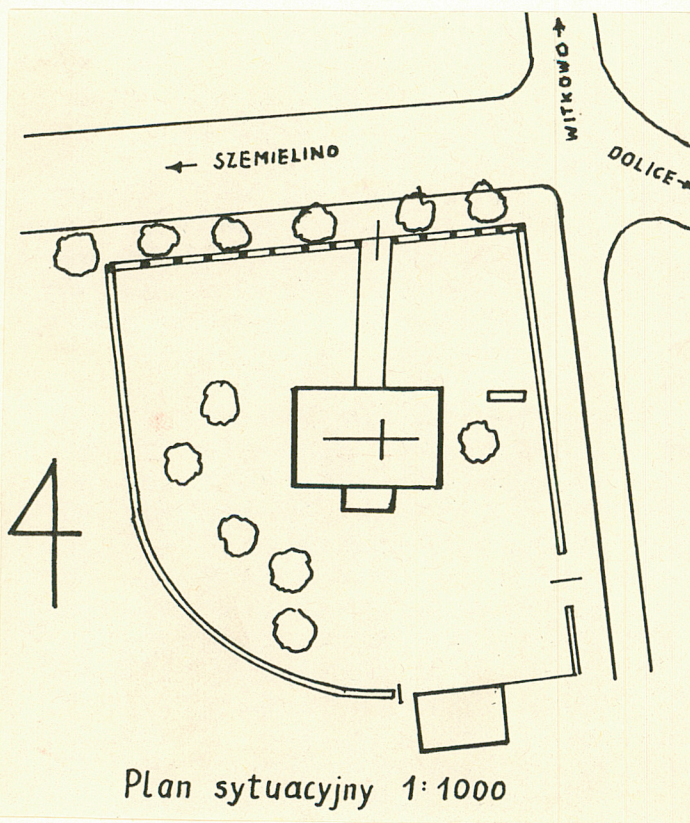 WITKOWO→
← SZEMIELINO
DOLICE→
Plan sytuacyjny 1:1000